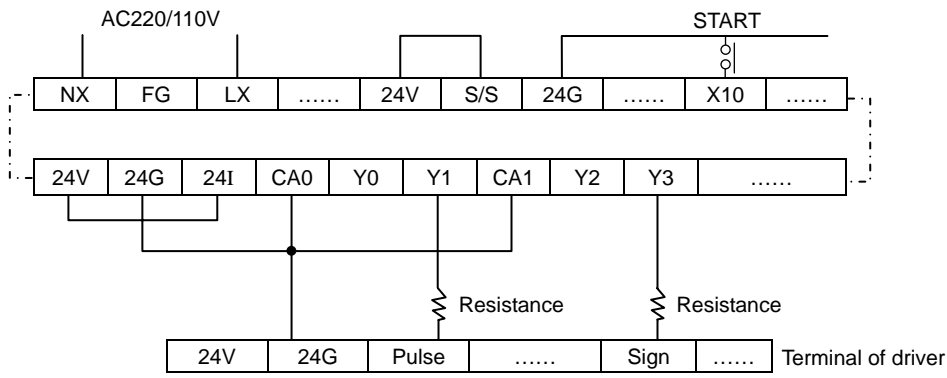 AC220/110V START
NX FG LX ...... 24V S/S 24G ...... X10 ......
24V 24G 24I CA0 Y0 Y1 CA1 Y2 Y3 ......
Resistance Resistance
24V 24G Pulse ...... Sign ...... Terminal of driver